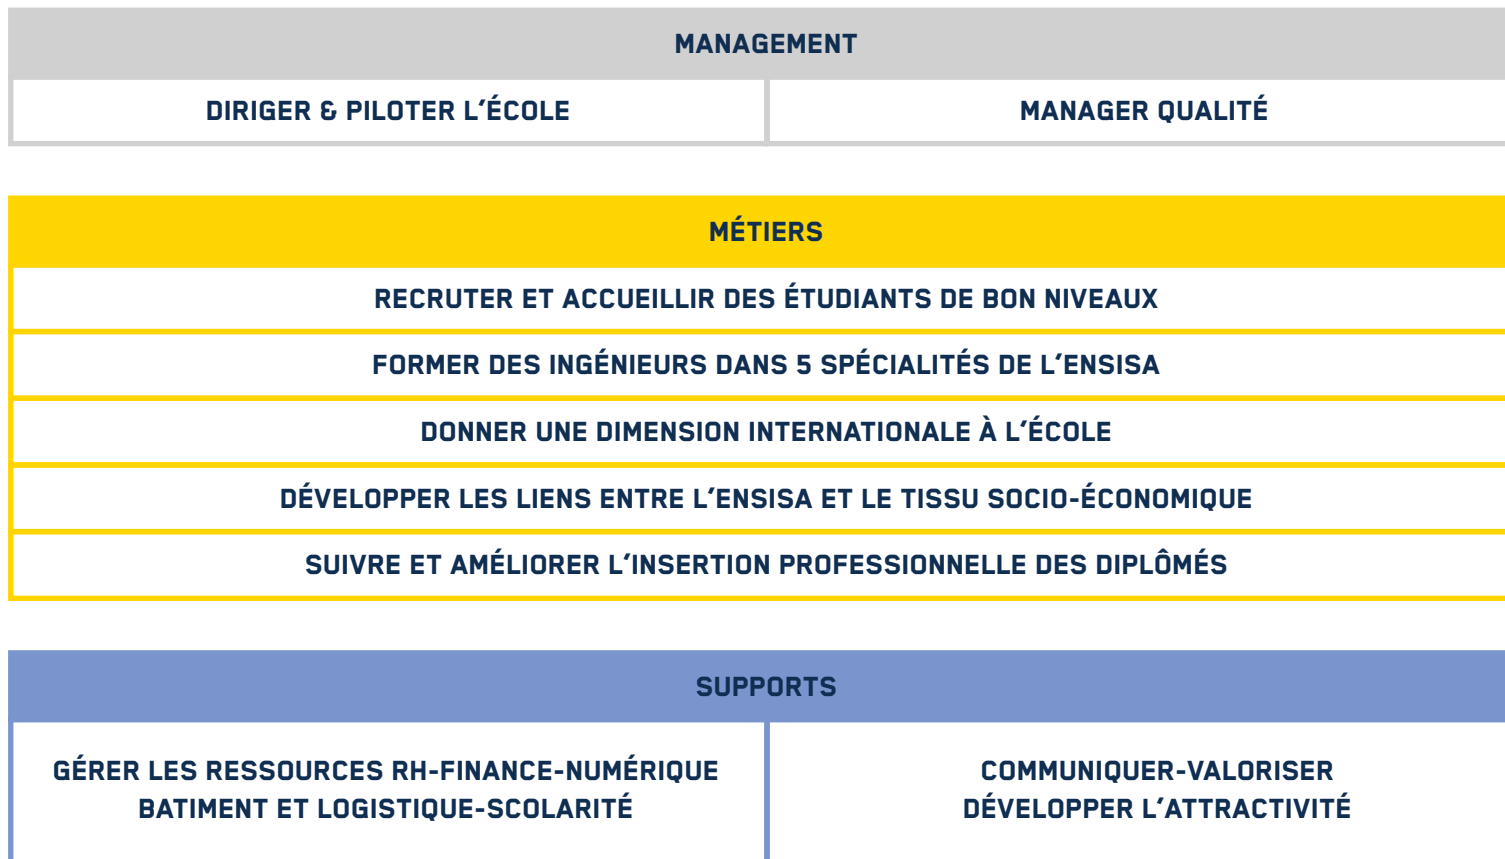 MANAGEMENT
DIRIGER & PILOTER L'ÉCOLE
MANAGER QUALITÉ
MÉTIERS
RECRUTER ET ACCUEILLIR DES ÉTUDIANTS DE BON NIVEAUX
FORMER DES INGÉNIEURS DANS 5 SPÉCIALITÉS DE L'ENSISA
DONNER UNE DIMENSION INTERNATIONALE À L'ÉCOLE
DÉVELOPPER LES LIENS ENTRE L'ENSISA ET LE TISSU SOCIO-ÉCONOMIQUE
SUIVRE ET AMÉLIORER L'INSERTION PROFESSIONNELLE DES DIPLÔMÉS
SUPPORTS
GÉRER LES RESSOURCES RH-FINANCE-NUMÉRIQUE
BATIMENT ET LOGISTIQUE-SCOLARITÉ
COMMUNIQUER-VALORISER
DÉVELOPPER L'ATTRACTIVITÉ